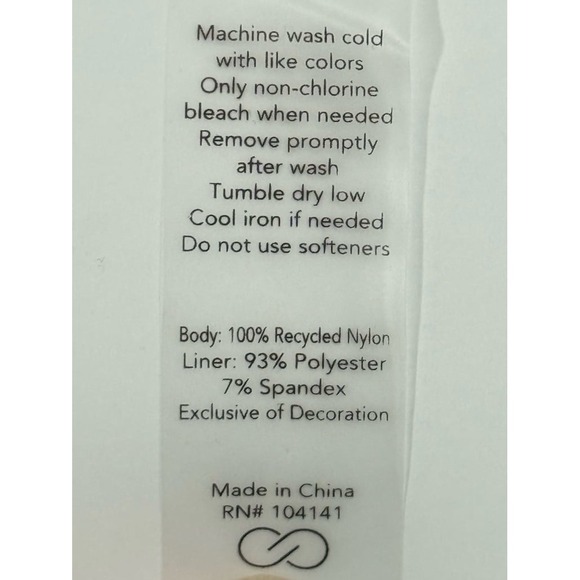 Machine wash cold
with like colors
Only non-chlorine
bleach when needed
Remove promptly
after wash
Tumble dry low
Cool iron if needed
Do not use softeners
Body: 100% Recycled Nylon
Liner: 93% Polyester
7% Spandex
Exclusive of Decoration
Made in China
RN# 104141